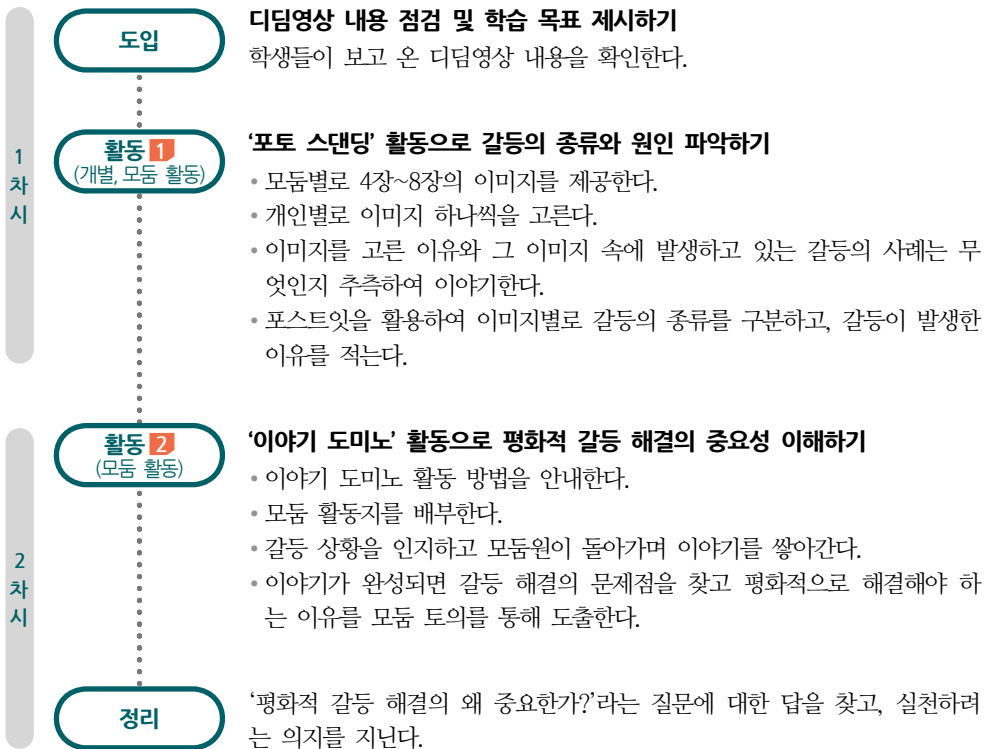 1
차
시
도입
디딤영상 내용 점검 및 학습 목표 제시하기
학생들이 보고 온 디딤영상 내용을 확인한다.
활동 1
(개별, 모둠 활동)
‘포토 스탠딩’ 활동으로 갈등의 종류와 원인 파악하기
• 모둠별로 4장~8장의 이미지를 제공한다.
• 개인별로 이미지 하나씩을 고른다.
• 이미지를 고른 이유와 그 이미지 속에 발생하고 있는 갈등의 사례는 무
엇인지 추측하여 이야기한다.
• 포스트잇을 활용하여 이미지별로 갈등의 종류를 구분하고, 갈등이 발생한
이유를 적는다.
2
차
시
활동 2
(모둠 활동)
‘이야기 도미노’ 활동으로 평화적 갈등 해결의 중요성 이해하기
• 이야기 도미노 활동 방법을 안내한다.
• 모둠 활동지를 배부한다.
• 갈등 상황을 인지하고 모둠원이 돌아가며 이야기를 쌓아간다.
• 이야기가 완성되면 갈등 해결의 문제점을 찾고 평화적으로 해결해야 하
는 이유를 모둠 토의를 통해 도출한다.
정리
‘평화적 갈등 해결의 왜 중요한가?’라는 질문에 대한 답을 찾고, 실천하려
는 의지를 지닌다.